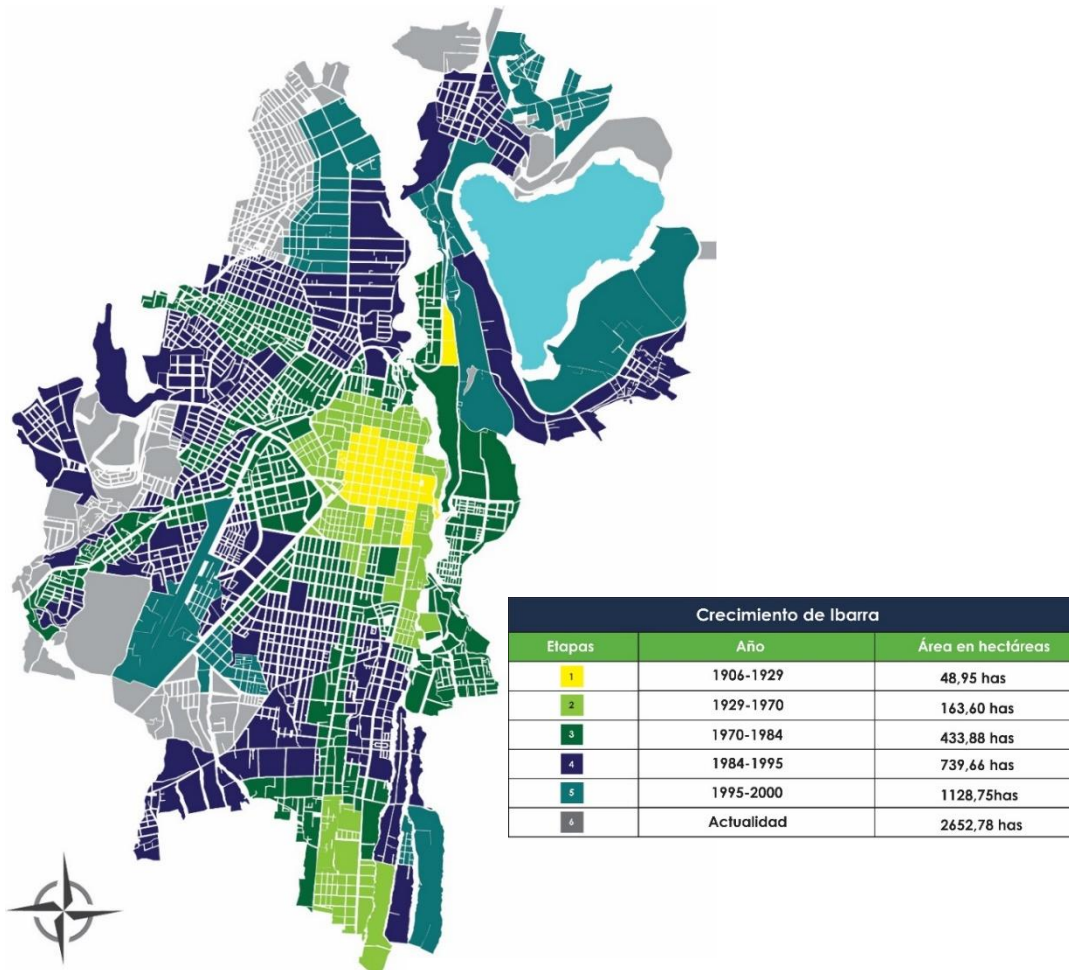 Crecimiento de Ibarra
Etapas Año Área en hectáreas
1 1906-1929 48,95 has
2 1929-1970 163,60 has
3 1970-1984 433,88 has
4 1984-1995 739,66 has
5 1995-2000 1128,75has
6 Actualidad 2652,78 has